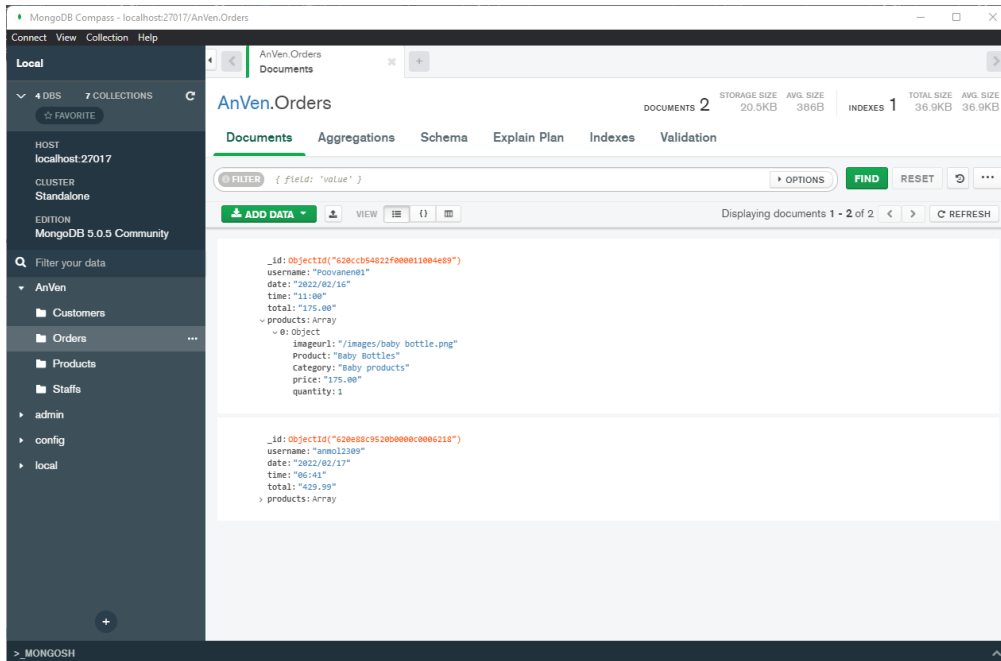 MongoDB Compass - localhost:27017/AnVen.Orders
Connect View Collection Help
Local
4 DBS 7 COLLECTIONS
☆ FAVORITE
HOST
localhost:27017
CLUSTER
Standalone
EDITION
MongoDB 5.0.5 Community
Filter your data
AnVen
Customers
Orders
Products
Staffs
admin
config
local
>_MONGOSH
AnVen.Orders
Documents
AnVen.Orders
DOCUMENTS 2 STORAGE SIZE 20.5KB AVG. SIZE 386B INDEXES 1 TOTAL SIZE 36.9KB AVG. SIZE 36.9KB
Documents Aggregations Schema Explain Plan Indexes Validation
FILTER { field: 'value' } OPTIONS FIND RESET
ADD DATA VIEW Displaying documents 1 - 2 of 2 REFRESH
_id:ObjectId("620ccb54822f000011004e89")
username:"Poovanen01"
date:"2022/02/16"
time:"11:00"
total:"175.00"
products:Array
0:Object
imageurl:"/images/baby bottle.png"
Product:"Baby Bottles"
Category:"Baby products"
price:"175.00"
quantity:1
_id:ObjectId("620e88c9520b0000c0006218")
username:"anmol2309"
date:"2022/02/17"
time:"06:41"
total:"429.99"
products:Array